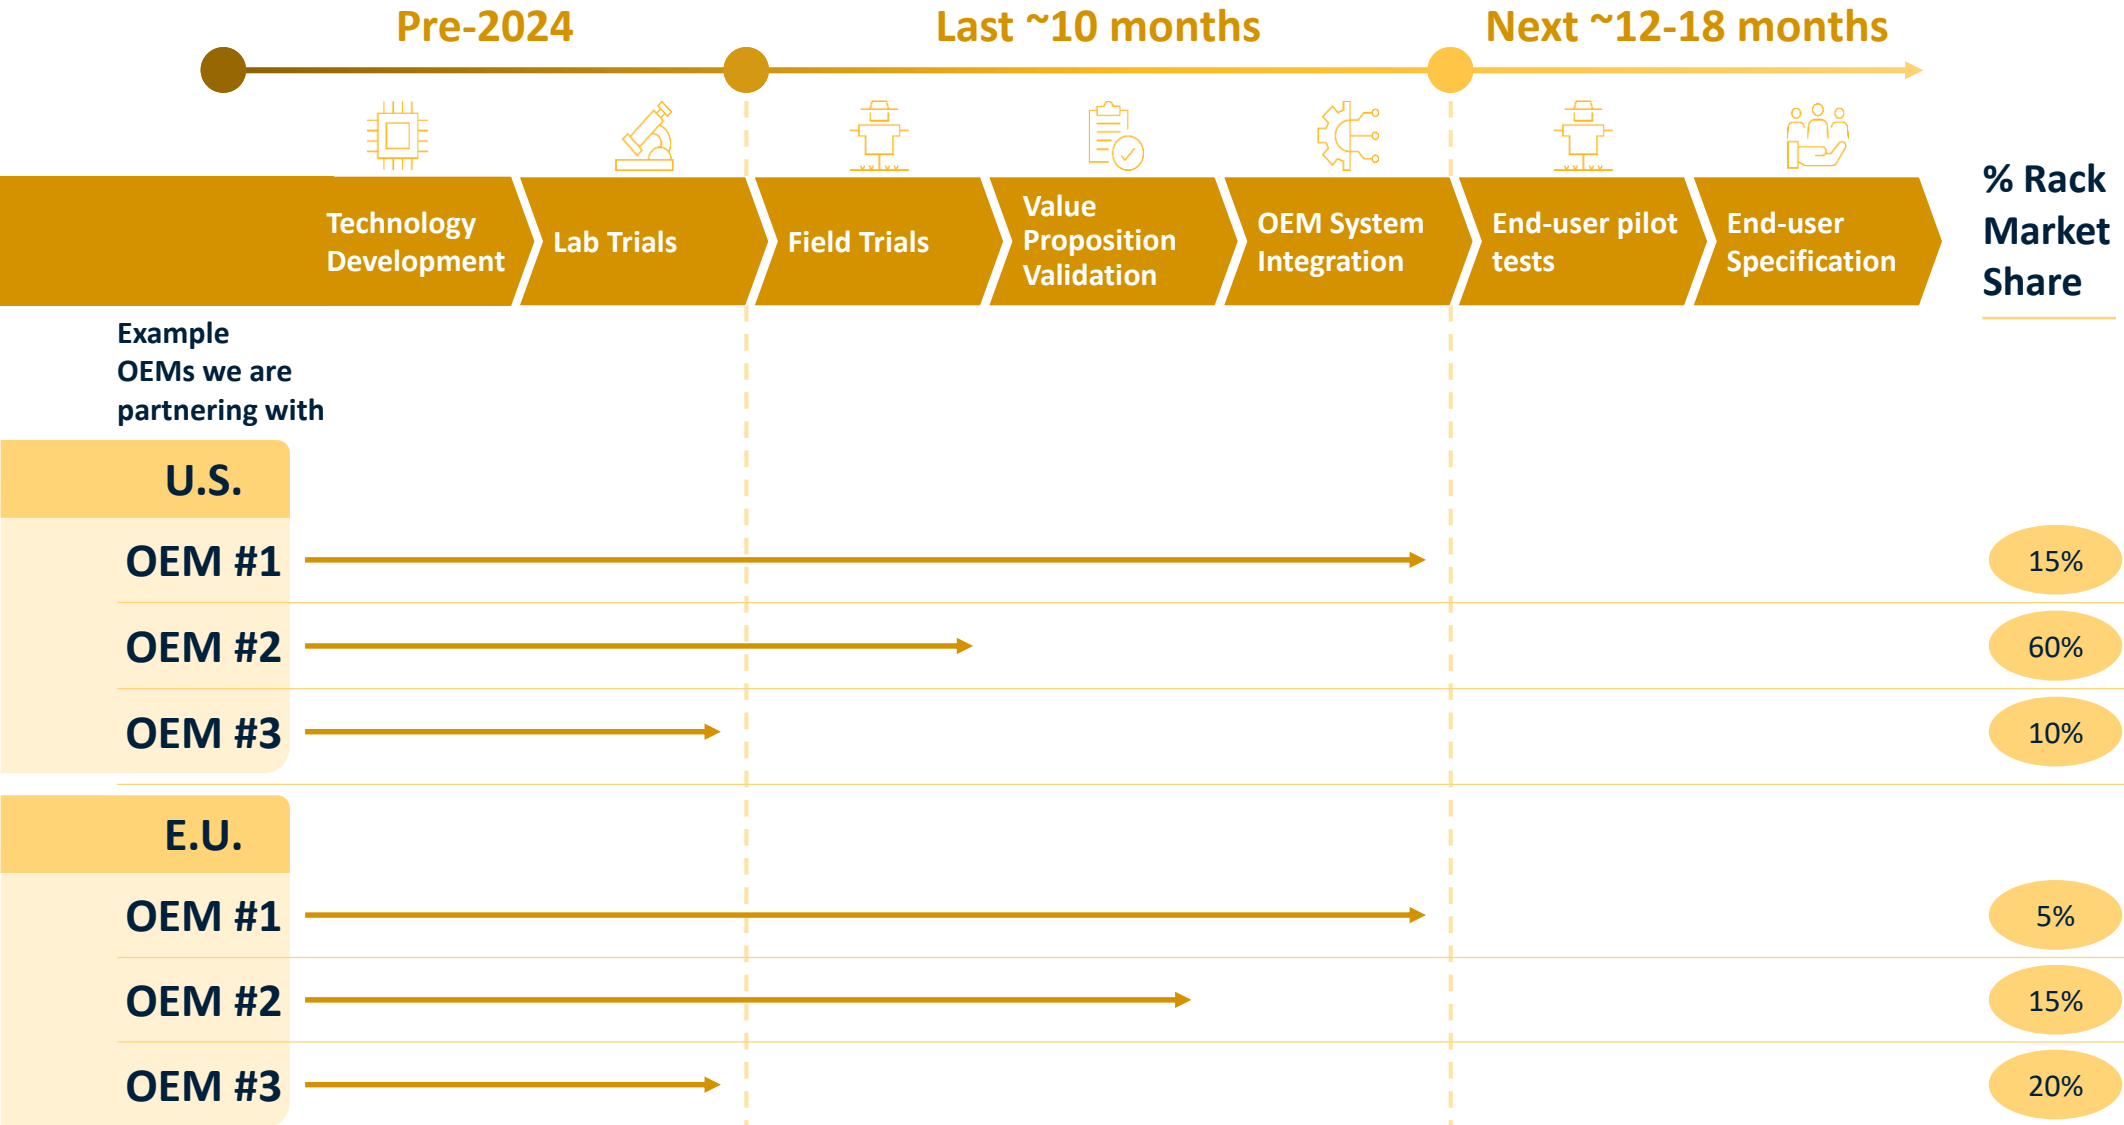 Pre-2024
Last ~10 months
Next ~12-18 months
Technology
Development
Lab Trials
Field Trials
Value
Proposition
Validation
OEM System
Integration
End-user pilot
tests
End-user
Specification
% Rack
Market
Share
Example
OEMs we are
partnering with
U.S.
OEM #1
15%
OEM #2
60%
OEM #3
10%
E.U.
OEM #1
5%
OEM #2
15%
OEM #3
20%